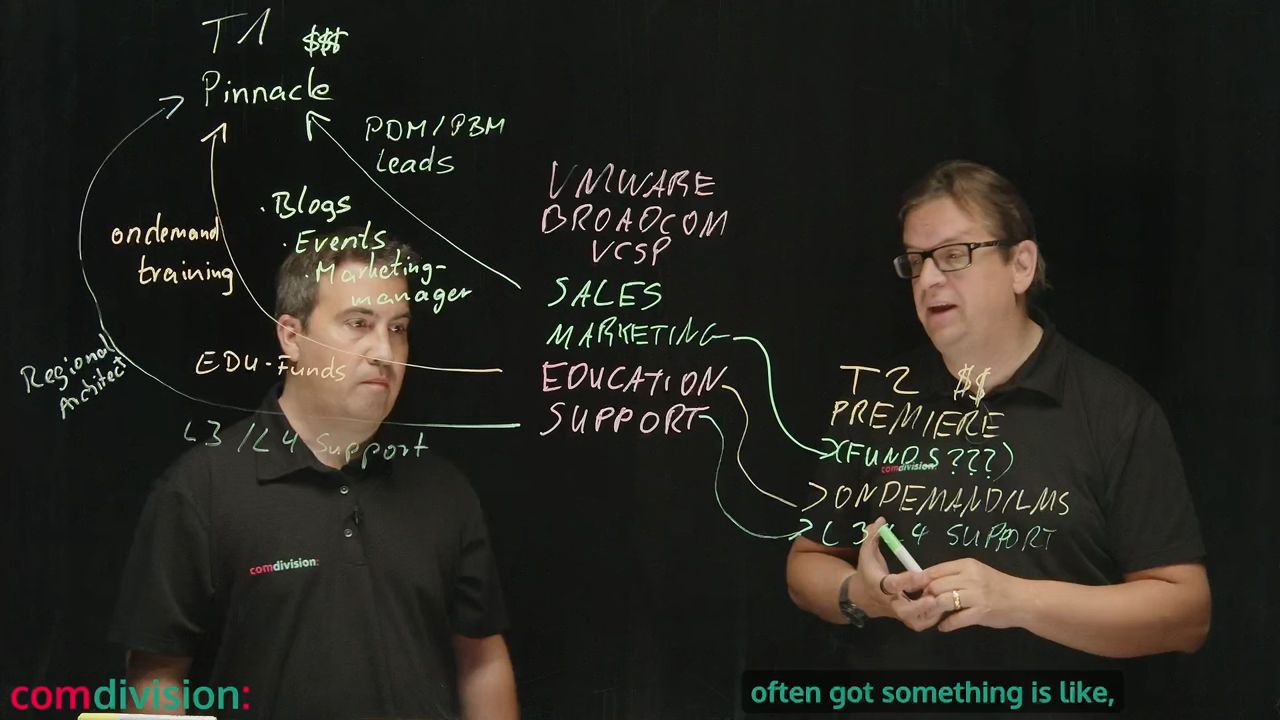 T1 $$$
Pinnacle
PDM/PBM
Leads
• Blogs
• Events
• Marketing-
manager
ondemand
training
EDU-Funds
Regional
Architect
L3/L4 Support
VMWARE
BROADCOM
VCSP
SALES
MARKETING
EDUCATION
SUPPORT
T2 $$
PREMIERE
(FUNDS???)
ONDEMAND/LMS
L3/L4 SUPPORT
comdivision:
comdivision:
comdivision:
often got something is like,